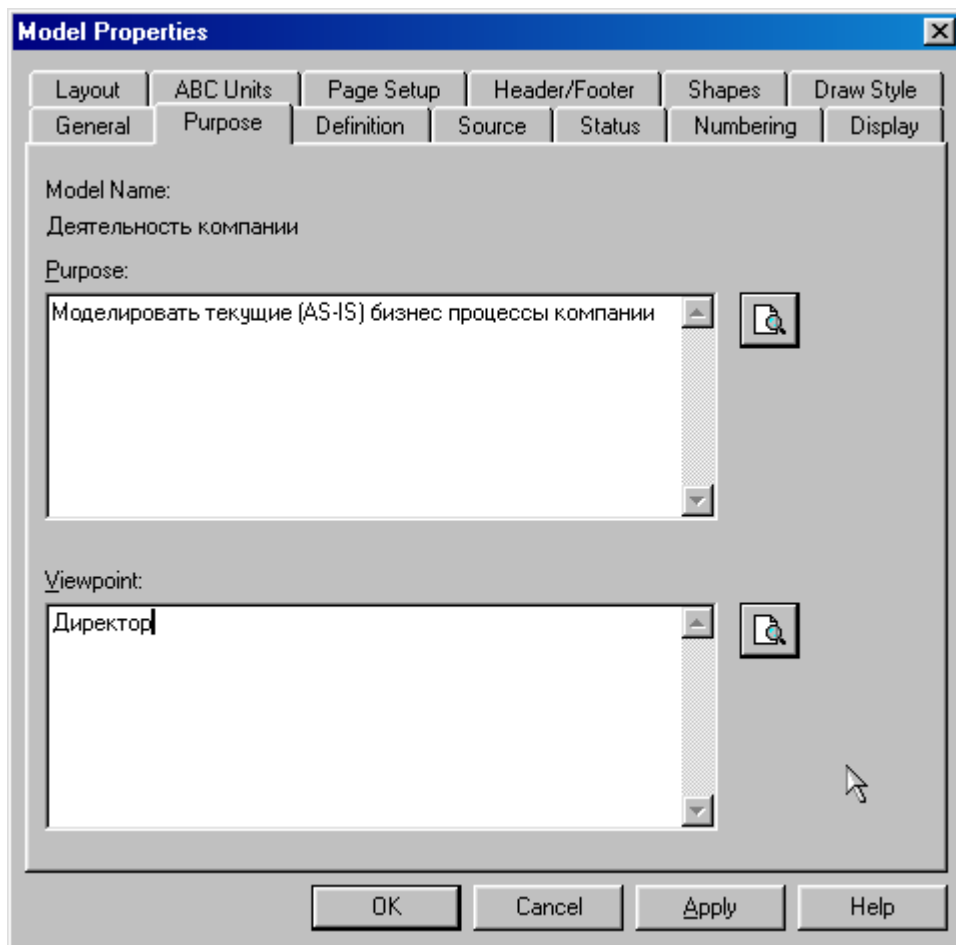 Model Properties
Layout ABC Units Page Setup Header/Footer Shapes Draw Style
General Purpose Definition Source Status Numbering Display
Model Name:
Деятельность компании
Purpose:
Моделировать текущие (AS-IS) бизнес процессы компании
Viewpoint:
Директор
OK Cancel Apply Help